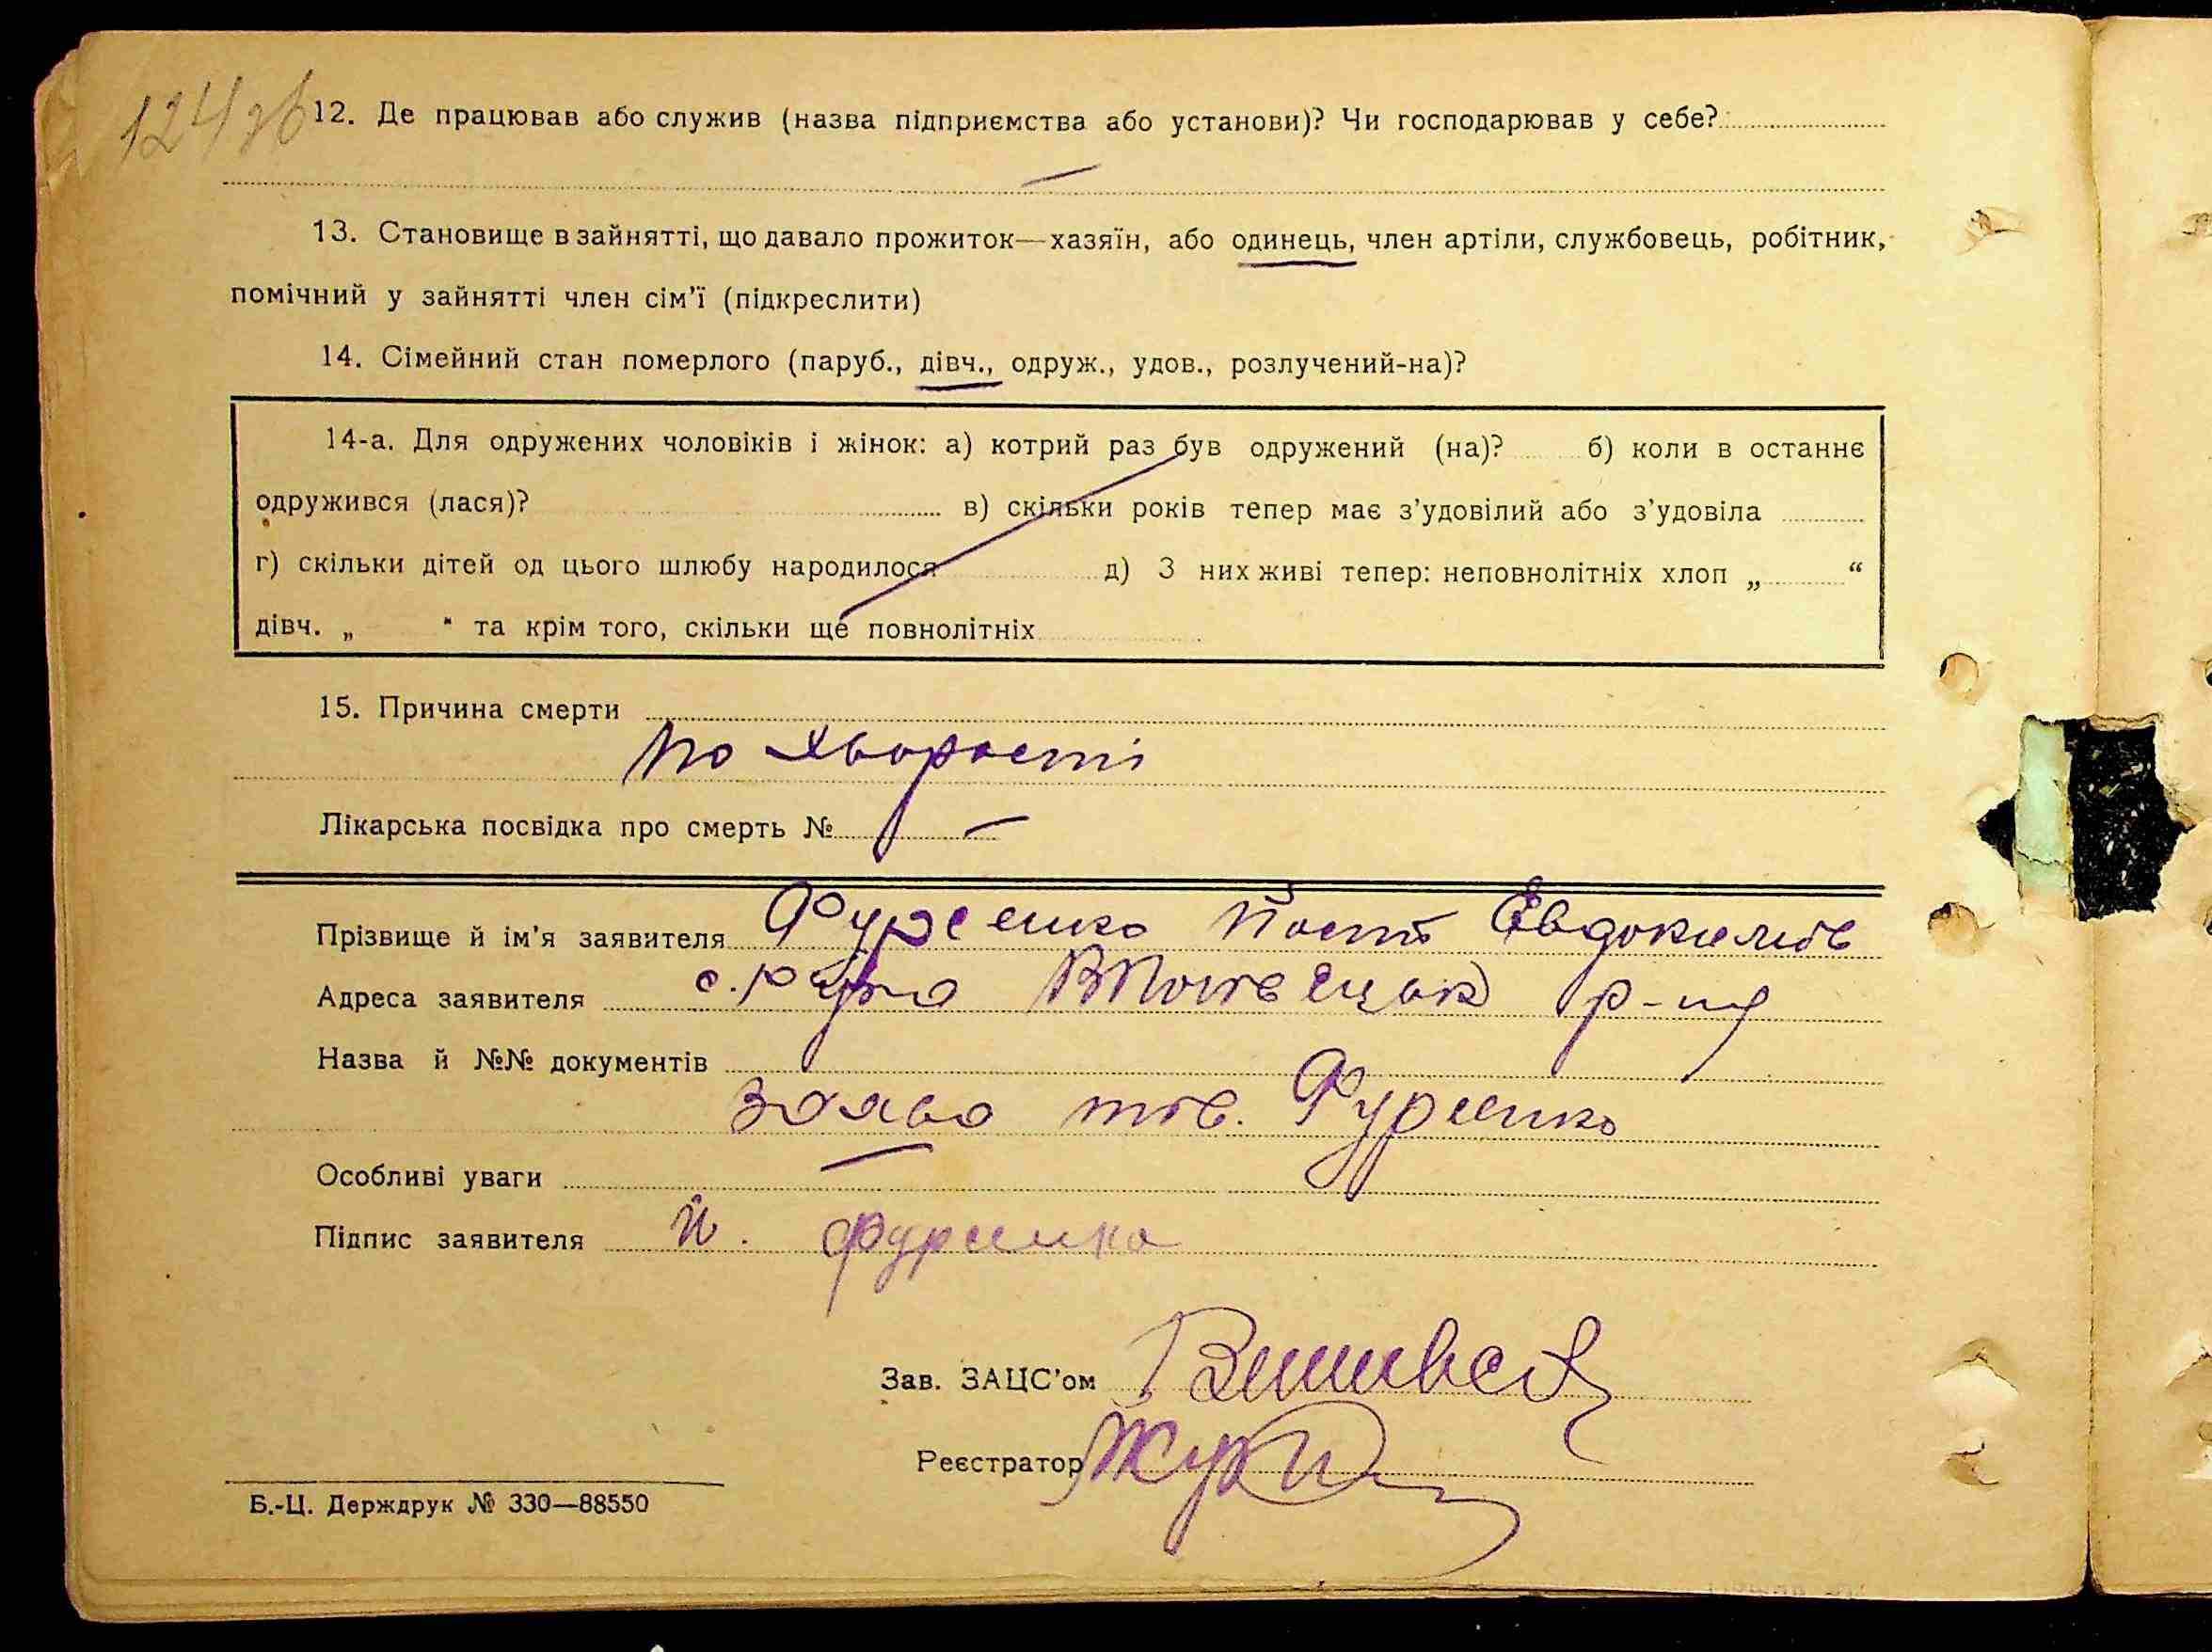 124 зв
12. Де працював або служив (назва підприємства або установи)? Чи господарював у себе?
—
13. Становище в зайнятті, що давало прожиток—хазяїн, або одинець, член артіли, службовець, робітник,
помічний у зайнятті член сім’ї (підкреслити)
14. Сімейний стан померлого (паруб., дівч., одруж., удов., розлучений-на)?
14-а. Для одружених чоловіків і жінок: а) котрий раз був одружений (на)? б) коли в останнє
одружився (лася)? в) скільки років тепер має з’удовілий або з’удовіла
г) скільки дітей од цього шлюбу народилося д) З них живі тепер: неповнолітніх хлоп „ “
дівч. „ “ та крім того, скільки ще повнолітніх
15. Причина смерти
по хворості
Лікарська посвідка про смерть № —
Прізвище й ім’я заявителя Фурсенко Евдокимов
Адреса заявителя с. р-ну
Назва й №№ документів
заява тов. Фурсенко
Особливі уваги —
Підпис заявителя Й. Фурсенко
Зав. ЗАЦС’ом
Реєстратор
Б.-Ц. Держдрук № 330—88550